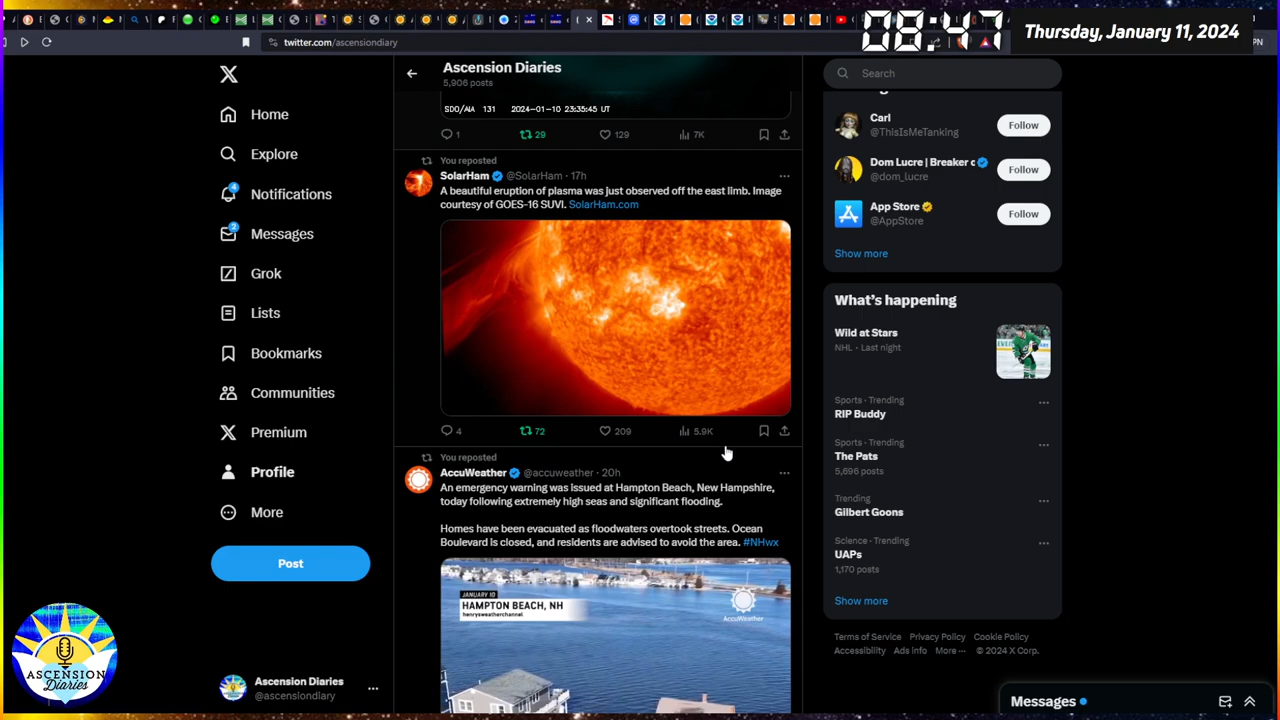 08:47
Thursday, January 11, 2024
twitter.com/ascensiondiary
Ascension Diaries
5,906 posts
Search
Home
Explore
4
Notifications
2
Messages
Grok
Lists
Bookmarks
Communities
Premium
Profile
More
Post
Ascension Diaries
@ascensiondiary
ASCENSION
Diaries
SDO/AIA 131 2024-01-10 23:35:45 UT
1 29 129 7K
You reposted
SolarHam @SolarHam · 17h
A beautiful eruption of plasma was just observed off the east limb. Image
courtesy of GOES-16 SUVI. SolarHam.com
4 72 209 5.9K
You reposted
AccuWeather @accuweather · 20h
An emergency warning was issued at Hampton Beach, New Hampshire,
today following extremely high seas and significant flooding.
Homes have been evacuated as floodwaters overtook streets. Ocean
Boulevard is closed, and residents are advised to avoid the area. #NHwx
JANUARY 10
HAMPTON BEACH, NH
henrysweatherchannel
AccuWeather
Carl
@ThisIsMeTanking
Follow
Dom Lucre | Breaker o
@dom_lucre
Follow
App Store
@AppStore
Follow
Show more
What's happening
Wild at Stars
NHL · Last night
Sports · Trending
RIP Buddy
Sports · Trending
The Pats
5,696 posts
Trending
Gilbert Goons
Science · Trending
UAPs
1,170 posts
Show more
Terms of Service Privacy Policy Cookie Policy
Accessibility Ads info More ··· © 2024 X Corp.
Messages